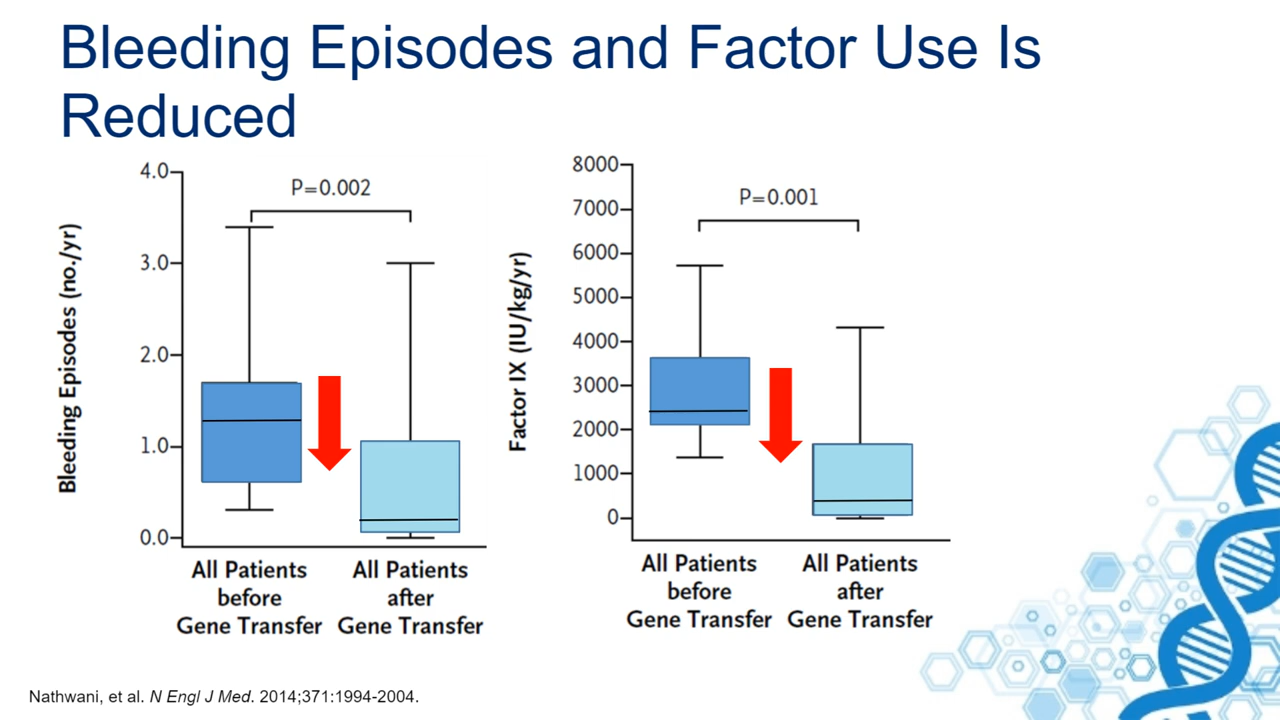 Bleeding Episodes and Factor Use Is
Reduced
Bleeding Episodes (no./yr)
4.0
3.0
2.0
1.0
0.0
P=0.002
All Patients
before
Gene Transfer
All Patients
after
Gene Transfer
Factor IX (IU/kg/yr)
8000
7000
6000
5000
4000
3000
2000
1000
0
P=0.001
All Patients
before
Gene Transfer
All Patients
after
Gene Transfer
Nathwani, et al. N Engl J Med. 2014;371:1994-2004.